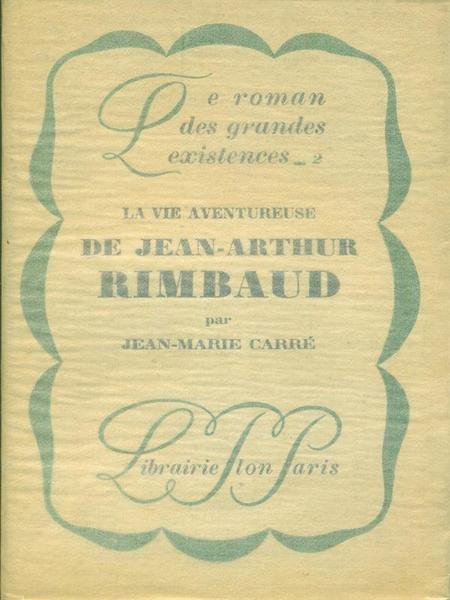 Le roman
des grandes
existences_ 2
LA VIE AVENTUREUSE
DE JEAN-ARTHUR
RIMBAUD
par
JEAN-MARIE CARRÉ
Librairie Plon Paris